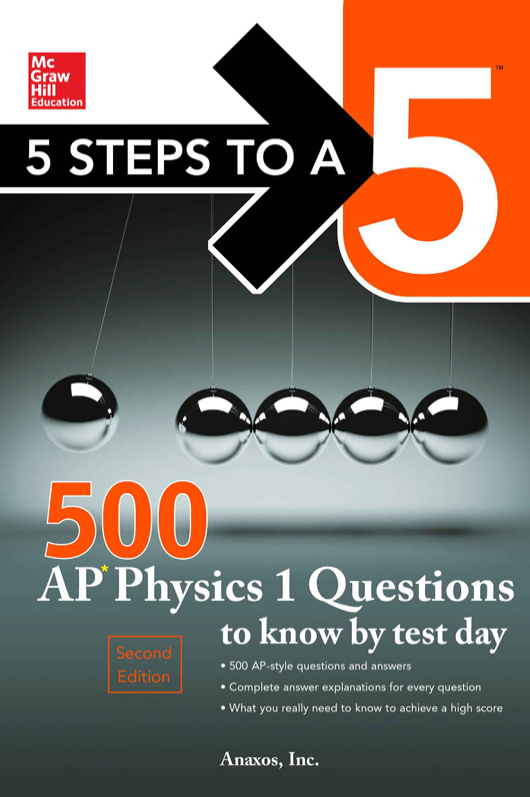 Mc
Graw
Hill
Education
5 STEPS TO A
5™
500
AP* Physics 1 Questions
to know by test day
Second
Edition
• 500 AP-style questions and answers
• Complete answer explanations for every question
• What you really need to know to achieve a high score
Anaxos, Inc.